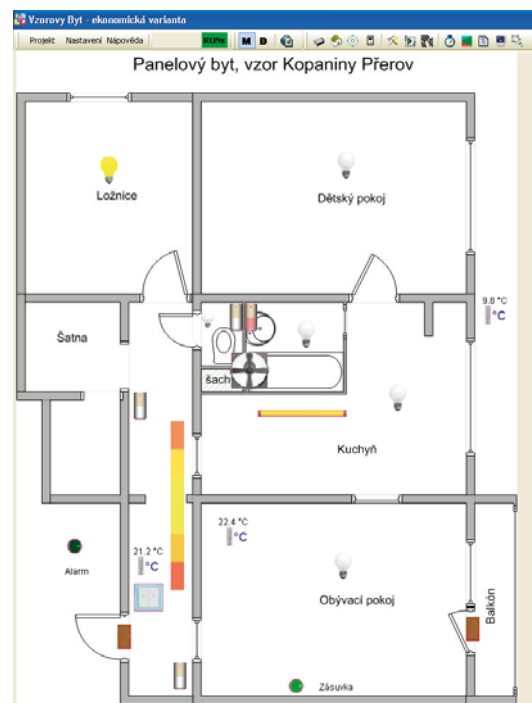 Vzorovy Byt - ekonomická varianta
Projekt Nastavení Nápověda
RUN
M D
Panelový byt, vzor Kopaniny Přerov
Ložnice
Dětský pokoj
9.8 °C
°C
Šatna
šach
Kuchyň
22.4 °C
°C
21.2 °C
°C
Alarm
Obývací pokoj
Balkón
Zásuvka